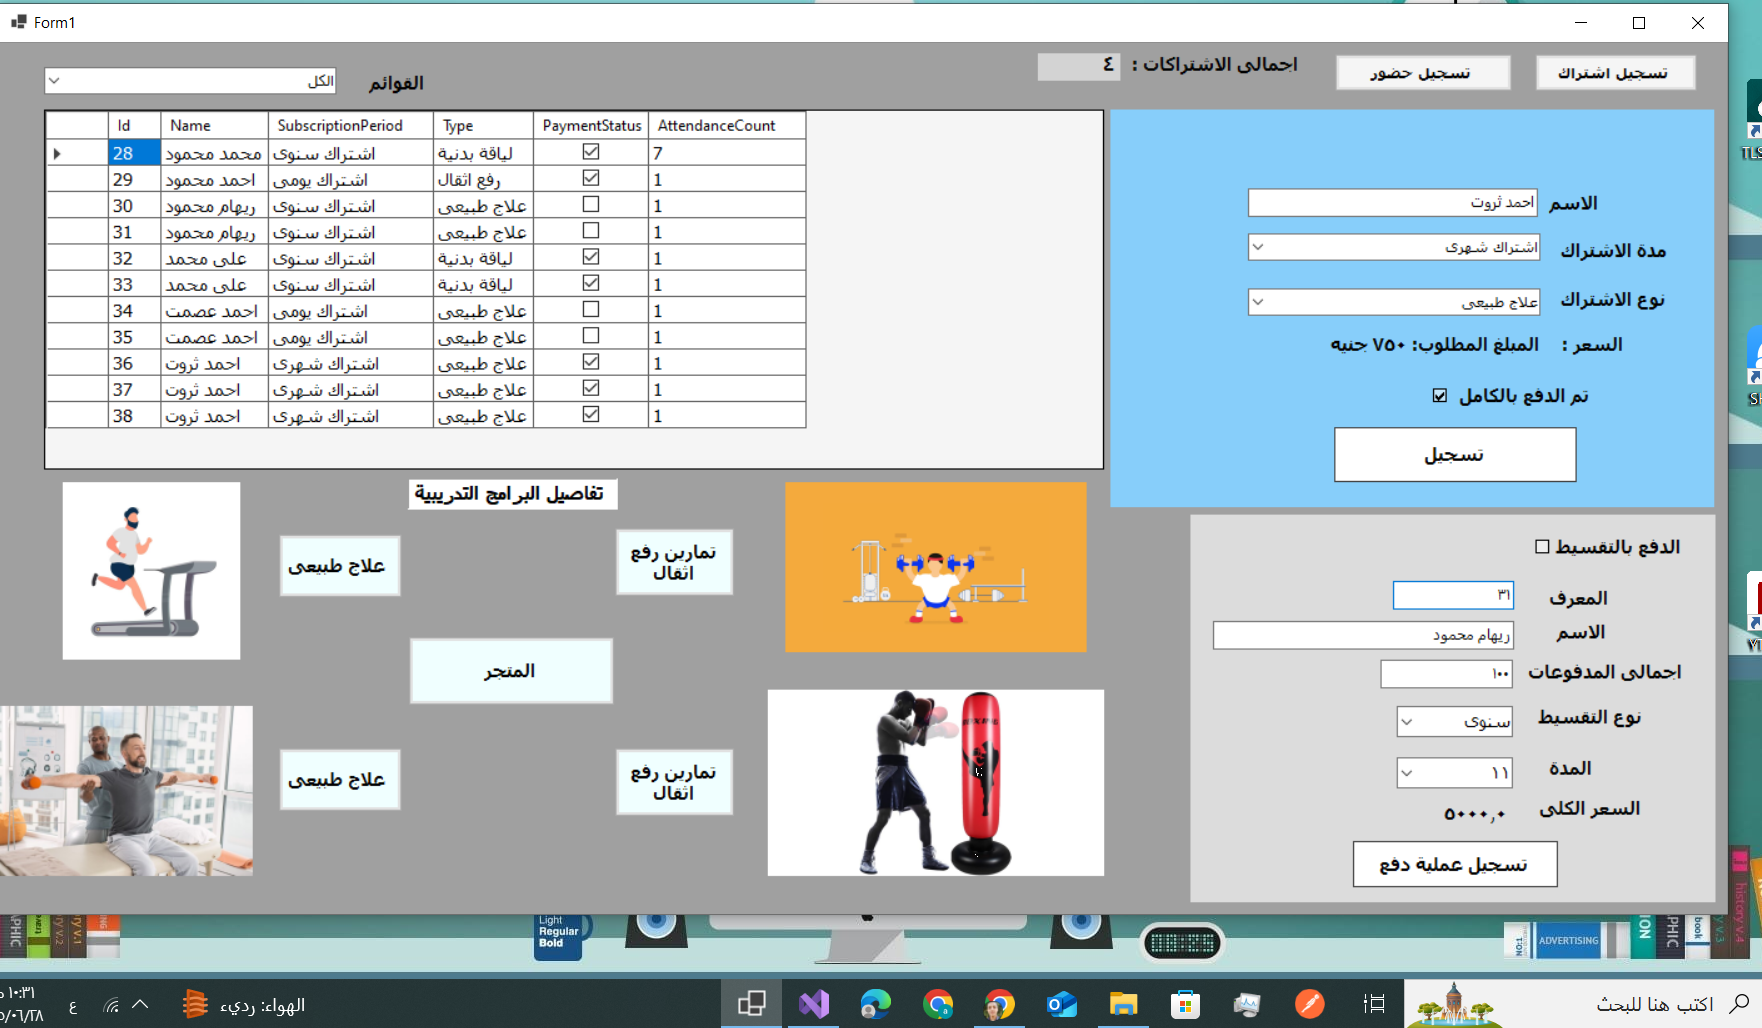 Form1
تسجيل اشتراك
تسجيل حضور
اجمالى الاشتراكات : ٤
القوائم
الكل
Id Name SubscriptionPeriod Type PaymentStatus AttendanceCount
28 محمد محمود اشتراك سنوى لياقة بدنية 7
29 احمد محمود اشتراك يومى رفع اثقال 1
30 ريهام محمود اشتراك سنوى علاج طبيعى 1
31 ريهام محمود اشتراك سنوى علاج طبيعى 1
32 على محمد اشتراك سنوى لياقة بدنية 1
33 على محمد اشتراك سنوى لياقة بدنية 1
34 احمد عصمت اشتراك يومى علاج طبيعى 1
35 احمد عصمت اشتراك يومى علاج طبيعى 1
36 احمد ثروت اشتراك شهرى علاج طبيعى 1
37 احمد ثروت اشتراك شهرى علاج طبيعى 1
38 احمد ثروت اشتراك شهرى علاج طبيعى 1
الاسم احمد ثروت
مدة الاشتراك اشتراك شهرى
نوع الاشتراك علاج طبيعى
السعر : المبلغ المطلوب: ٧٥٠ جنيه
تم الدفع بالكامل
تسجيل
الدفع بالتقسيط
المعرف ٣١
الاسم ريهام محمود
اجمالى المدفوعات ١٠٠
نوع التقسيط سنوى
المدة ١١
السعر الكلى ٥٠٠٠,٠
تسجيل عملية دفع
تفاصيل البرامج التدريبية
تمارين رفع
اثقال
علاج طبيعى
المتجر
تمارين رفع
اثقال
علاج طبيعى
BOXING
Light
Regular
Bold
ADVERTISING
book
اكتب هنا للبحث
الهواء: رديء
ع
١٠:٣١